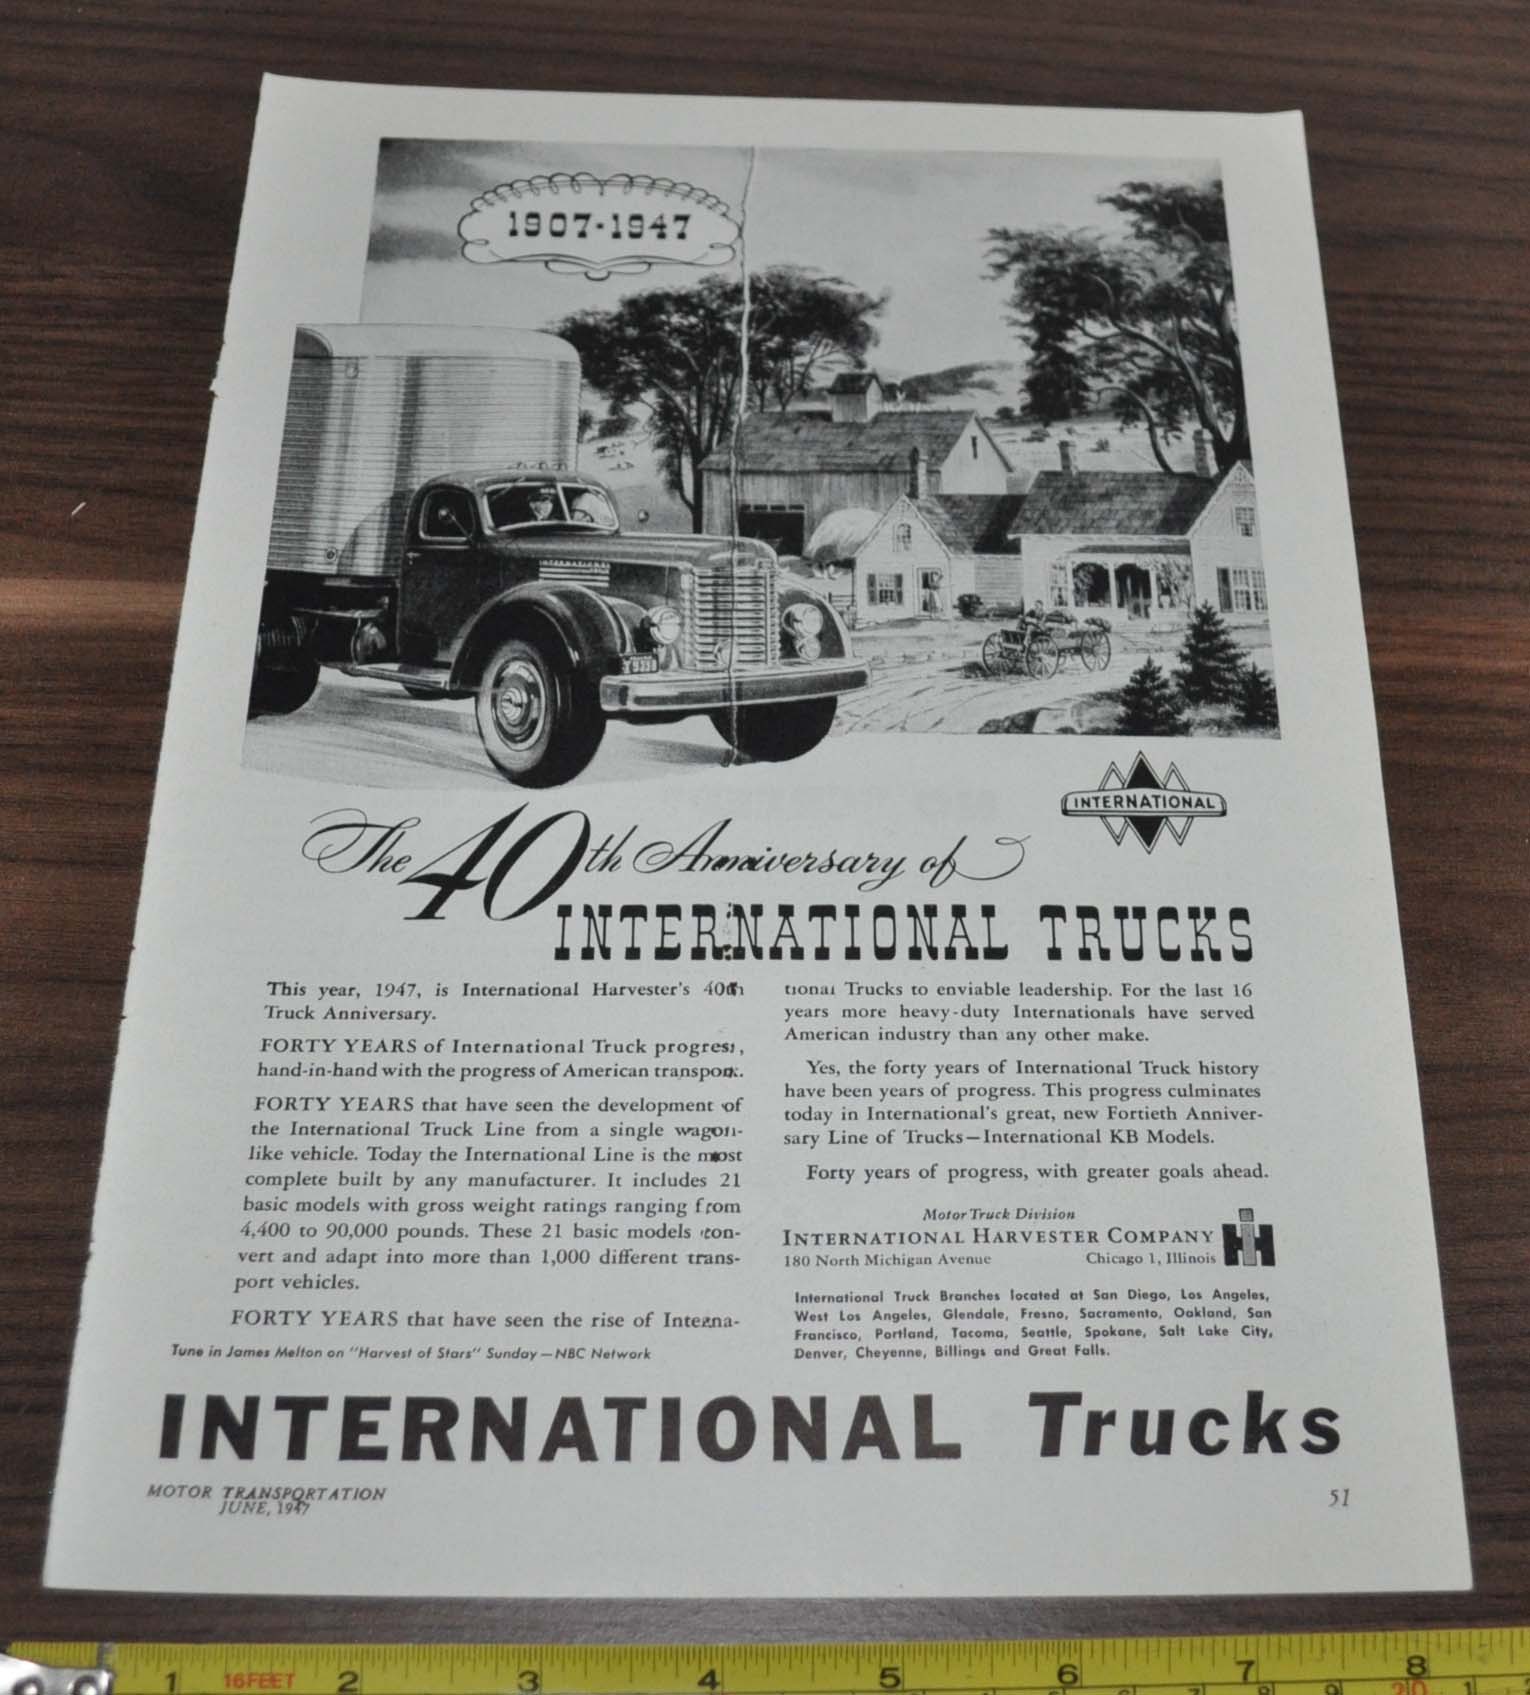 1907-1947
INTERNATIONAL
INTERNATIONAL
The 40th Anniversary of
INTERNATIONAL TRUCKS
This year, 1947, is International Harvester's 40th
Truck Anniversary.
FORTY YEARS of International Truck progress,
hand-in-hand with the progress of American transport.
FORTY YEARS that have seen the development of
the International Truck Line from a single wagon-
like vehicle. Today the International Line is the most
complete built by any manufacturer. It includes 21
basic models with gross weight ratings ranging from
4,400 to 90,000 pounds. These 21 basic models con-
vert and adapt into more than 1,000 different trans-
port vehicles.
FORTY YEARS that have seen the rise of Interna-
Tune in James Melton on "Harvest of Stars" Sunday—NBC Network
tional Trucks to enviable leadership. For the last 16
years more heavy-duty Internationals have served
American industry than any other make.
Yes, the forty years of International Truck history
have been years of progress. This progress culminates
today in International's great, new Fortieth Anniver-
sary Line of Trucks—International KB Models.
Forty years of progress, with greater goals ahead.
Motor Truck Division
INTERNATIONAL HARVESTER COMPANY
180 North Michigan Avenue Chicago 1, Illinois
IH
International Truck Branches located at San Diego, Los Angeles,
West Los Angeles, Glendale, Fresno, Sacramento, Oakland, San
Francisco, Portland, Tacoma, Seattle, Spokane, Salt Lake City,
Denver, Cheyenne, Billings and Great Falls.
INTERNATIONAL Trucks
MOTOR TRANSPORTATION
JUNE, 1947
51
1 16FEET 2 3 4 5 6 7 8